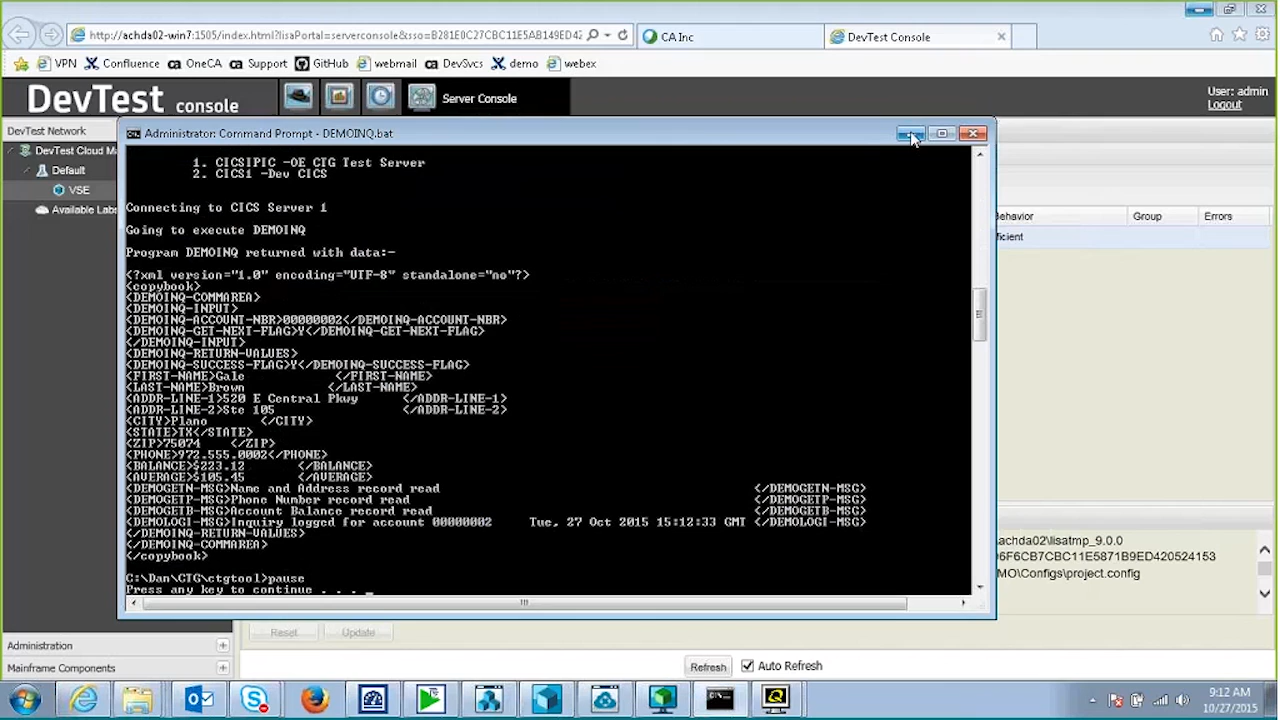 http://achda02-win7:1505/index.html?lisaPortal=serverconsole&sso=B281E0C27CBC11E5AB149ED42
CA Inc
DevTest Console
VPN Confluence OneCA Support GitHub webmail DevSvcs demo webex
DevTest console
Server Console
User: admin
Logout
DevTest Network
DevTest Cloud M
Default
VSE
Available Labs
Administrator: Command Prompt - DEMOINQ.bat
1. CICSIPIC -OE CTG Test Server
2. CICS1 -Dev CICS
Connecting to CICS Server 1
Going to execute DEMOINQ
Program DEMOINQ returned with data:-
<?xml version="1.0" encoding="UTF-8" standalone="no"?>
<copybook>
<DEMOINQ-COMMAREA>
<DEMOINQ-INPUT>
<DEMOINQ-ACCOUNT-NBR>00000002</DEMOINQ-ACCOUNT-NBR>
<DEMOINQ-GET-NEXT-FLAG>Y</DEMOINQ-GET-NEXT-FLAG>
</DEMOINQ-INPUT>
<DEMOINQ-RETURN-VALUES>
<DEMOINQ-SUCCESS-FLAG>Y</DEMOINQ-SUCCESS-FLAG>
<FIRST-NAME>Gale </FIRST-NAME>
<LAST-NAME>Brown </LAST-NAME>
<ADDR-LINE-1>520 E Central Pkwy </ADDR-LINE-1>
<ADDR-LINE-2>Ste 105 </ADDR-LINE-2>
<CITY>Plano </CITY>
<STATE>TX</STATE>
<ZIP>75074 </ZIP>
<PHONE>972.555.0002</PHONE>
<BALANCE>$223.12 </BALANCE>
<AVERAGE>$105.45 </AVERAGE>
<DEMOGETN-MSG>Name and Address record read </DEMOGETN-MSG>
<DEMOGETP-MSG>Phone Number record read </DEMOGETP-MSG>
<DEMOGETB-MSG>Account Balance record read </DEMOGETB-MSG>
<DEMOLOGI-MSG>Inquiry logged for account 00000002 Tue, 27 Oct 2015 15:12:33 GMT </DEMOLOGI-MSG>
</DEMOINQ-RETURN-VALUES>
</DEMOINQ-COMMAREA>
</copybook>
C:\Dan\CTG\ctgtool>pause
Press any key to continue . . . _
ehavior Group Errors
ficient
achda02\lisatmp_9.0.0
96F6CB7CBC11E5871B9ED420524153
MO\Configs\project.config
Reset Update
Administration
Mainframe Components
Refresh Auto Refresh
9:12 AM
10/27/2015